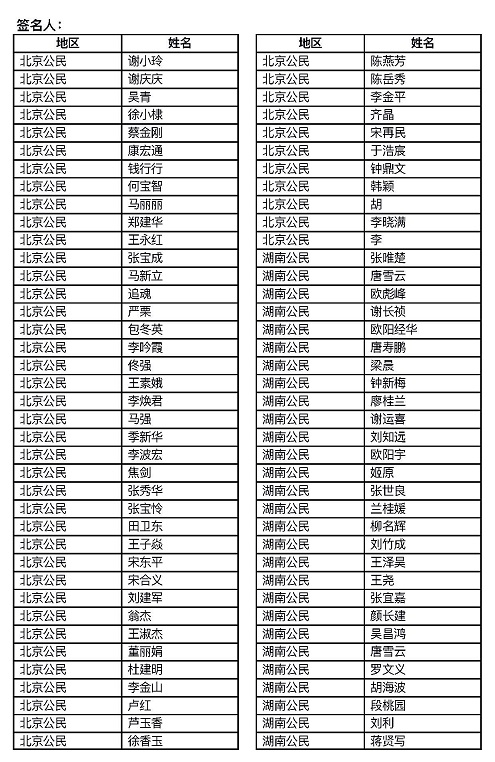 签名人：
地区 姓名
北京公民 谢小玲
北京公民 谢庆庆
北京公民 吴青
北京公民 徐小棣
北京公民 蔡金刚
北京公民 康宏通
北京公民 钱行行
北京公民 何宝智
北京公民 马丽丽
北京公民 郑建华
北京公民 王永红
北京公民 张宝成
北京公民 马新立
北京公民 追魂
北京公民 严栗
北京公民 包冬英
北京公民 李吟霞
北京公民 佟强
北京公民 王素娥
北京公民 李焕君
北京公民 马强
北京公民 季新华
北京公民 李波宏
北京公民 焦剑
北京公民 张秀华
北京公民 张宝怜
北京公民 田卫东
北京公民 王子焱
北京公民 宋东平
北京公民 宋合义
北京公民 刘建军
北京公民 翁杰
北京公民 王淑杰
北京公民 董丽娟
北京公民 杜建明
北京公民 李金山
北京公民 卢红
北京公民 芦玉香
北京公民 徐香玉
地区 姓名
北京公民 陈燕芳
北京公民 陈岳秀
北京公民 李金平
北京公民 齐晶
北京公民 宋再民
北京公民 于浩宸
北京公民 钟鼎文
北京公民 韩颖
北京公民 胡
北京公民 李晓满
北京公民 李
湖南公民 张唯楚
湖南公民 唐雪云
湖南公民 欧彪峰
湖南公民 谢长祯
湖南公民 欧阳经华
湖南公民 唐寿鹏
湖南公民 梁晨
湖南公民 钟新梅
湖南公民 廖桂兰
湖南公民 谢运喜
湖南公民 刘知远
湖南公民 欧阳宇
湖南公民 姬原
湖南公民 张世良
湖南公民 兰桂媛
湖南公民 柳名辉
湖南公民 刘竹成
湖南公民 王泽昊
湖南公民 王尧
湖南公民 张宜嘉
湖南公民 颜长建
湖南公民 吴昌鸿
湖南公民 唐雪云
湖南公民 罗文义
湖南公民 胡海波
湖南公民 段桃园
湖南公民 刘利
湖南公民 蒋贤写